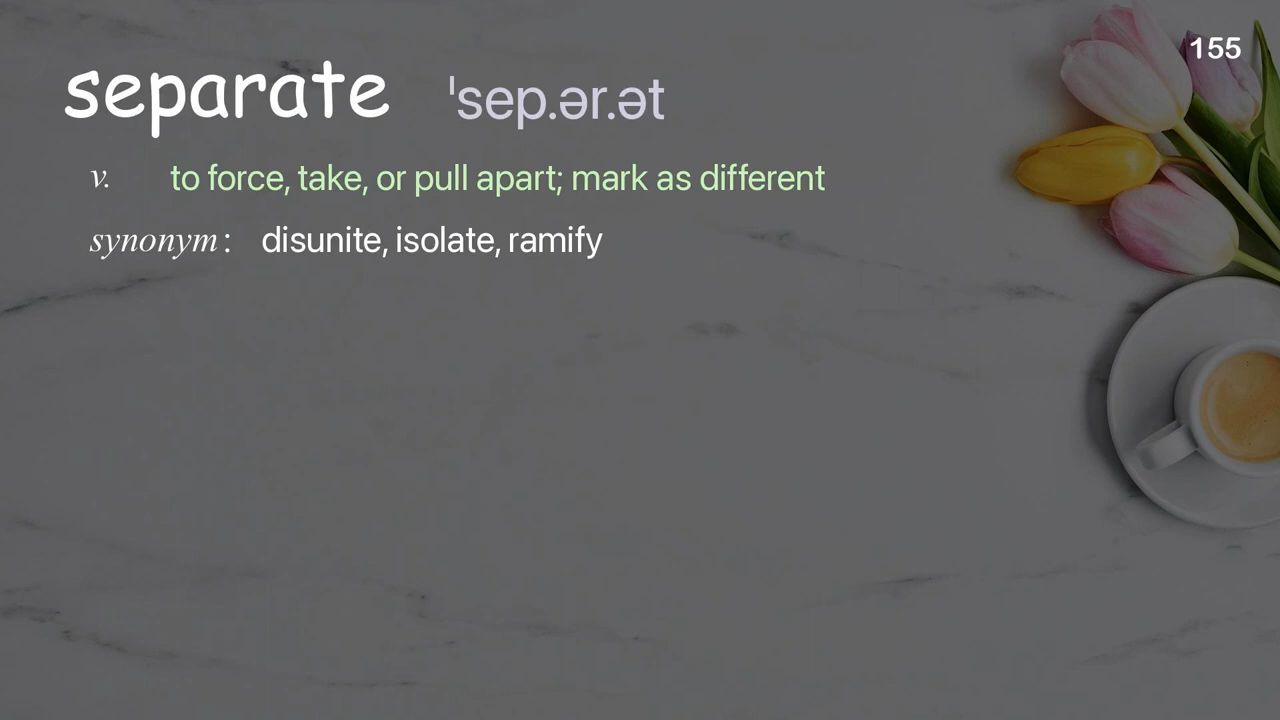 155
separate ˈsep.ər.ət
v. to force, take, or pull apart; mark as different
synonym: disunite, isolate, ramify